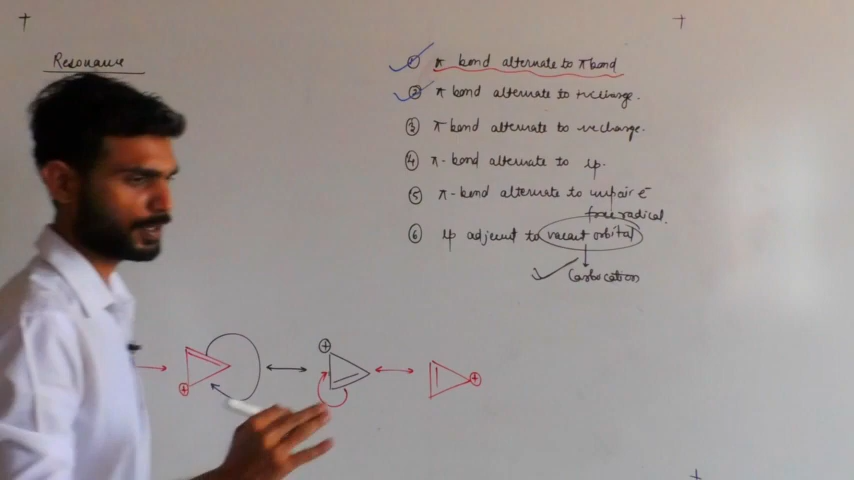 Resonance
① π bond alternate to π bond
② π bond alternate to +ve charge.
③ π-bond alternate to -ve charge.
④ π-bond alternate to lp.
⑤ π-bond alternate to unpair e⁻
free radical.
⑥ lp adjecent to vacant orbital
Carbocation
⊕ ⊕ ⊕